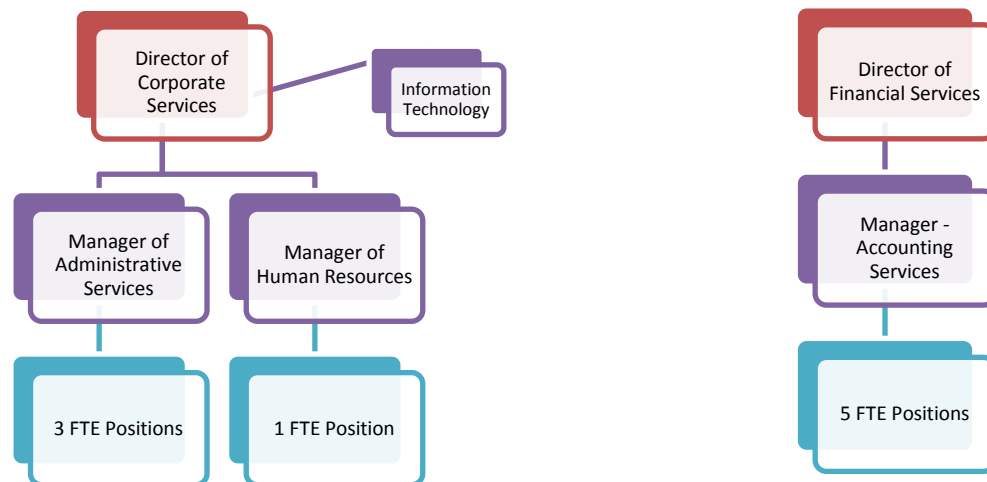 Director of
Corporate
Services
Information
Technology
Director of
Financial Services
Manager of
Administrative
Services
Manager of
Human Resources
Manager -
Accounting
Services
3 FTE Positions
1 FTE Position
5 FTE Positions